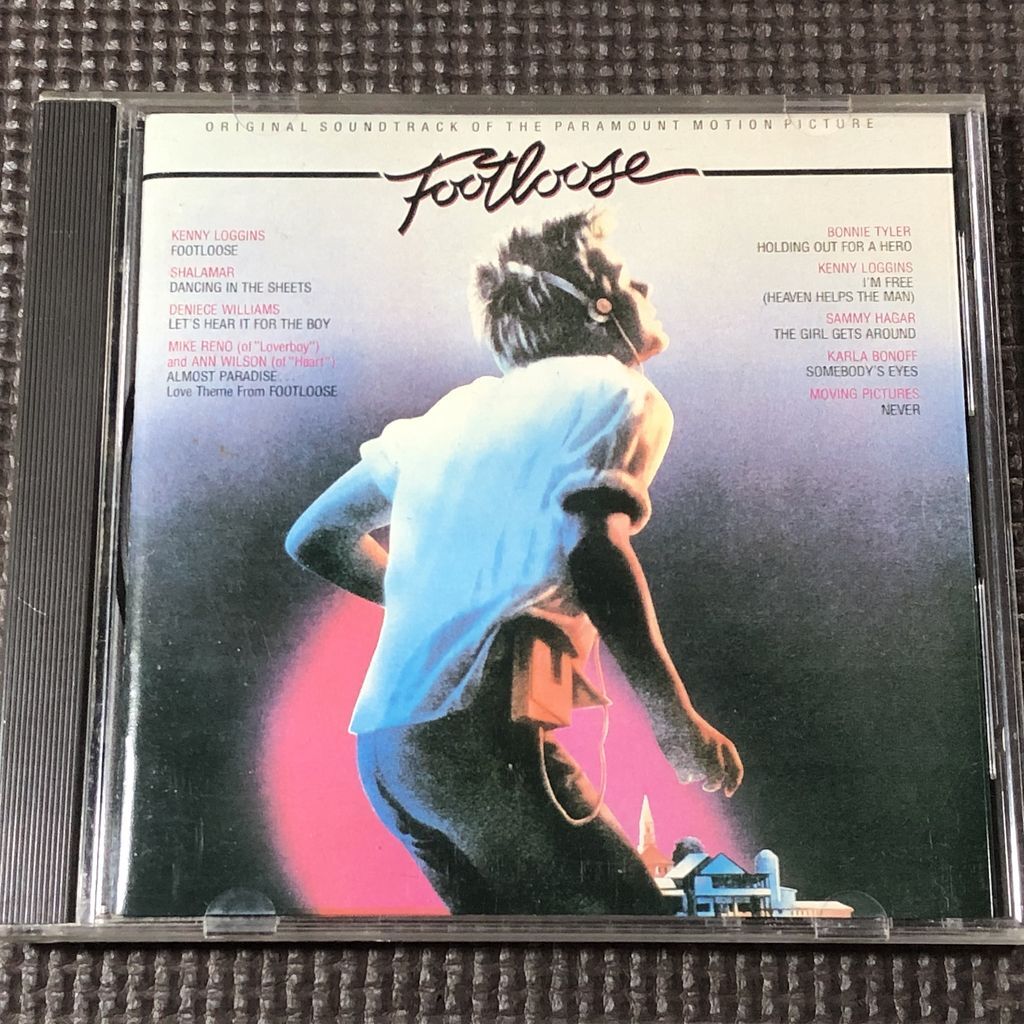 ORIGINAL SOUNDTRACK OF THE PARAMOUNT MOTION PICTURE
Footloose
KENNY LOGGINS
FOOTLOOSE
SHALAMAR
DANCING IN THE SHEETS
DENIECE WILLIAMS
LET'S HEAR IT FOR THE BOY
MIKE RENO (of "Loverboy")
and ANN WILSON (of "Heart")
ALMOST PARADISE...
Love Theme From FOOTLOOSE
BONNIE TYLER
HOLDING OUT FOR A HERO
KENNY LOGGINS
I'M FREE
(HEAVEN HELPS THE MAN)
SAMMY HAGAR
THE GIRL GETS AROUND
KARLA BONOFF
SOMEBODY'S EYES
MOVING PICTURES
NEVER